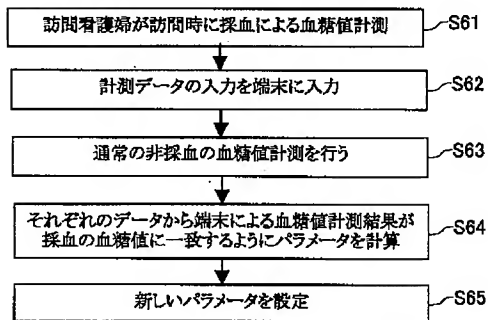 訪問看護婦が訪問時に採血による血糖値計測
S61
計測データの入力を端末に入力
S62
通常の非採血の血糖値計測を行う
S63
それぞれのデータから端末による血糖値計測結果が
採血の血糖値に一致するようにパラメータを計算
S64
新しいパラメータを設定
S65